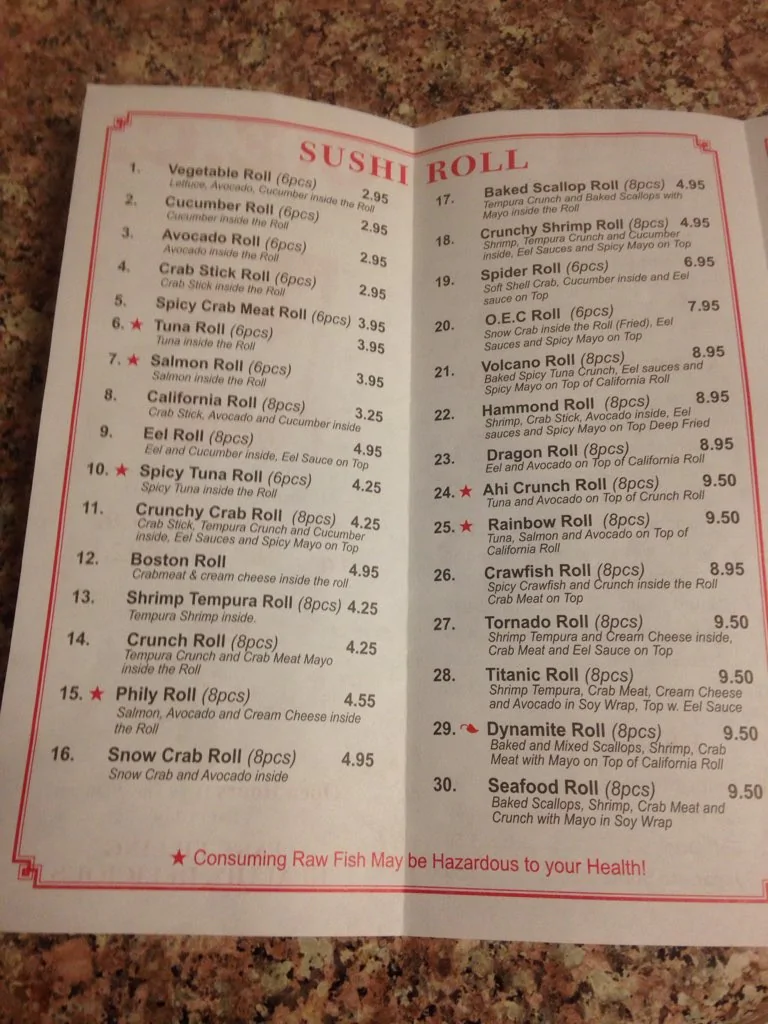 SUSHI ROLL
1. Vegetable Roll (6pcs) 2.95
Lettuce, Avocado, Cucumber inside the Roll
2. Cucumber Roll (6pcs) 2.95
Cucumber inside the Roll
3. Avocado Roll (6pcs) 2.95
Avocado inside the Roll
4. Crab Stick Roll (6pcs) 2.95
Crab Stick inside the Roll
5. Spicy Crab Meat Roll (6pcs) 3.95
6. ★ Tuna Roll (6pcs) 3.95
Tuna inside the Roll
7. ★ Salmon Roll (6pcs) 3.95
Salmon inside the Roll
8. California Roll (8pcs) 3.25
Crab Stick, Avocado and Cucumber inside
9. Eel Roll (8pcs) 4.95
Eel and Cucumber inside, Eel Sauce on Top
10. ★ Spicy Tuna Roll (6pcs) 4.25
Spicy Tuna inside the Roll
11. Crunchy Crab Roll (8pcs) 4.25
Crab Stick, Tempura Crunch and Cucumber
inside, Eel Sauces and Spicy Mayo on Top
12. Boston Roll 4.95
Crabmeat & cream cheese inside the roll
13. Shrimp Tempura Roll (8pcs) 4.25
Tempura Shrimp inside.
14. Crunch Roll (8pcs) 4.25
Tempura Crunch and Crab Meat Mayo
inside the Roll
15. ★ Phily Roll (8pcs) 4.55
Salmon, Avocado and Cream Cheese inside
the Roll
16. Snow Crab Roll (8pcs) 4.95
Snow Crab and Avocado inside
17. Baked Scallop Roll (8pcs) 4.95
Tempura Crunch and Baked Scallops with
Mayo inside the Roll
18. Crunchy Shrimp Roll (8pcs) 4.95
Shrimp, Tempura Crunch and Cucumber
inside, Eel Sauces and Spicy Mayo on Top
19. Spider Roll (6pcs) 6.95
Soft Shell Crab, Cucumber inside and Eel
sauce on Top
20. O.E.C Roll (6pcs) 7.95
Snow Crab inside the Roll (Fried), Eel
Sauces and Spicy Mayo on Top
21. Volcano Roll (8pcs) 8.95
Baked Spicy Tuna Crunch, Eel sauces and
Spicy Mayo on Top of California Roll
22. Hammond Roll (8pcs) 8.95
Shrimp, Crab Stick, Avocado inside, Eel
sauces and Spicy Mayo on Top Deep Fried
23. Dragon Roll (8pcs) 8.95
Eel and Avocado on Top of California Roll
24. ★ Ahi Crunch Roll (8pcs) 9.50
Tuna and Avocado on Top of Crunch Roll
25. ★ Rainbow Roll (8pcs) 9.50
Tuna, Salmon and Avocado on Top of
California Roll
26. Crawfish Roll (8pcs) 8.95
Spicy Crawfish and Crunch inside the Roll
Crab Meat on Top
27. Tornado Roll (8pcs) 9.50
Shrimp Tempura and Cream Cheese inside,
Crab Meat and Eel Sauce on Top
28. Titanic Roll (8pcs) 9.50
Shrimp Tempura, Crab Meat, Cream Cheese
and Avocado in Soy Wrap, Top w. Eel Sauce
29. Dynamite Roll (8pcs) 9.50
Baked and Mixed Scallops, Shrimp, Crab
Meat with Mayo on Top of California Roll
30. Seafood Roll (8pcs) 9.50
Baked Scallops, Shrimp, Crab Meat and
Crunch with Mayo in Soy Wrap
★ Consuming Raw Fish May be Hazardous to your Health!